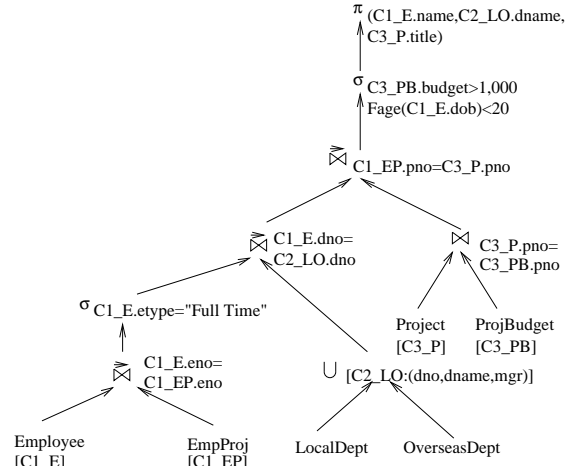 π (C1_E.name,C2_LO.dname,
C3_P.title)
σ C3_PB.budget>1,000
Fage(C1_E.dob)<20
⋈ C1_EP.pno=C3_P.pno
⋈ C1_E.dno=
C2_LO.dno
⋈ C3_P.pno=
C3_PB.pno
σ C1_E.etype="Full Time"
Project
[C3_P]
ProjBudget
[C3_PB]
⋈ C1_E.eno=
C1_EP.eno
∪ [C2_LO:(dno,dname,mgr)]
Employee
[C1_E]
EmpProj
[C1_EP]
LocalDept
OverseasDept